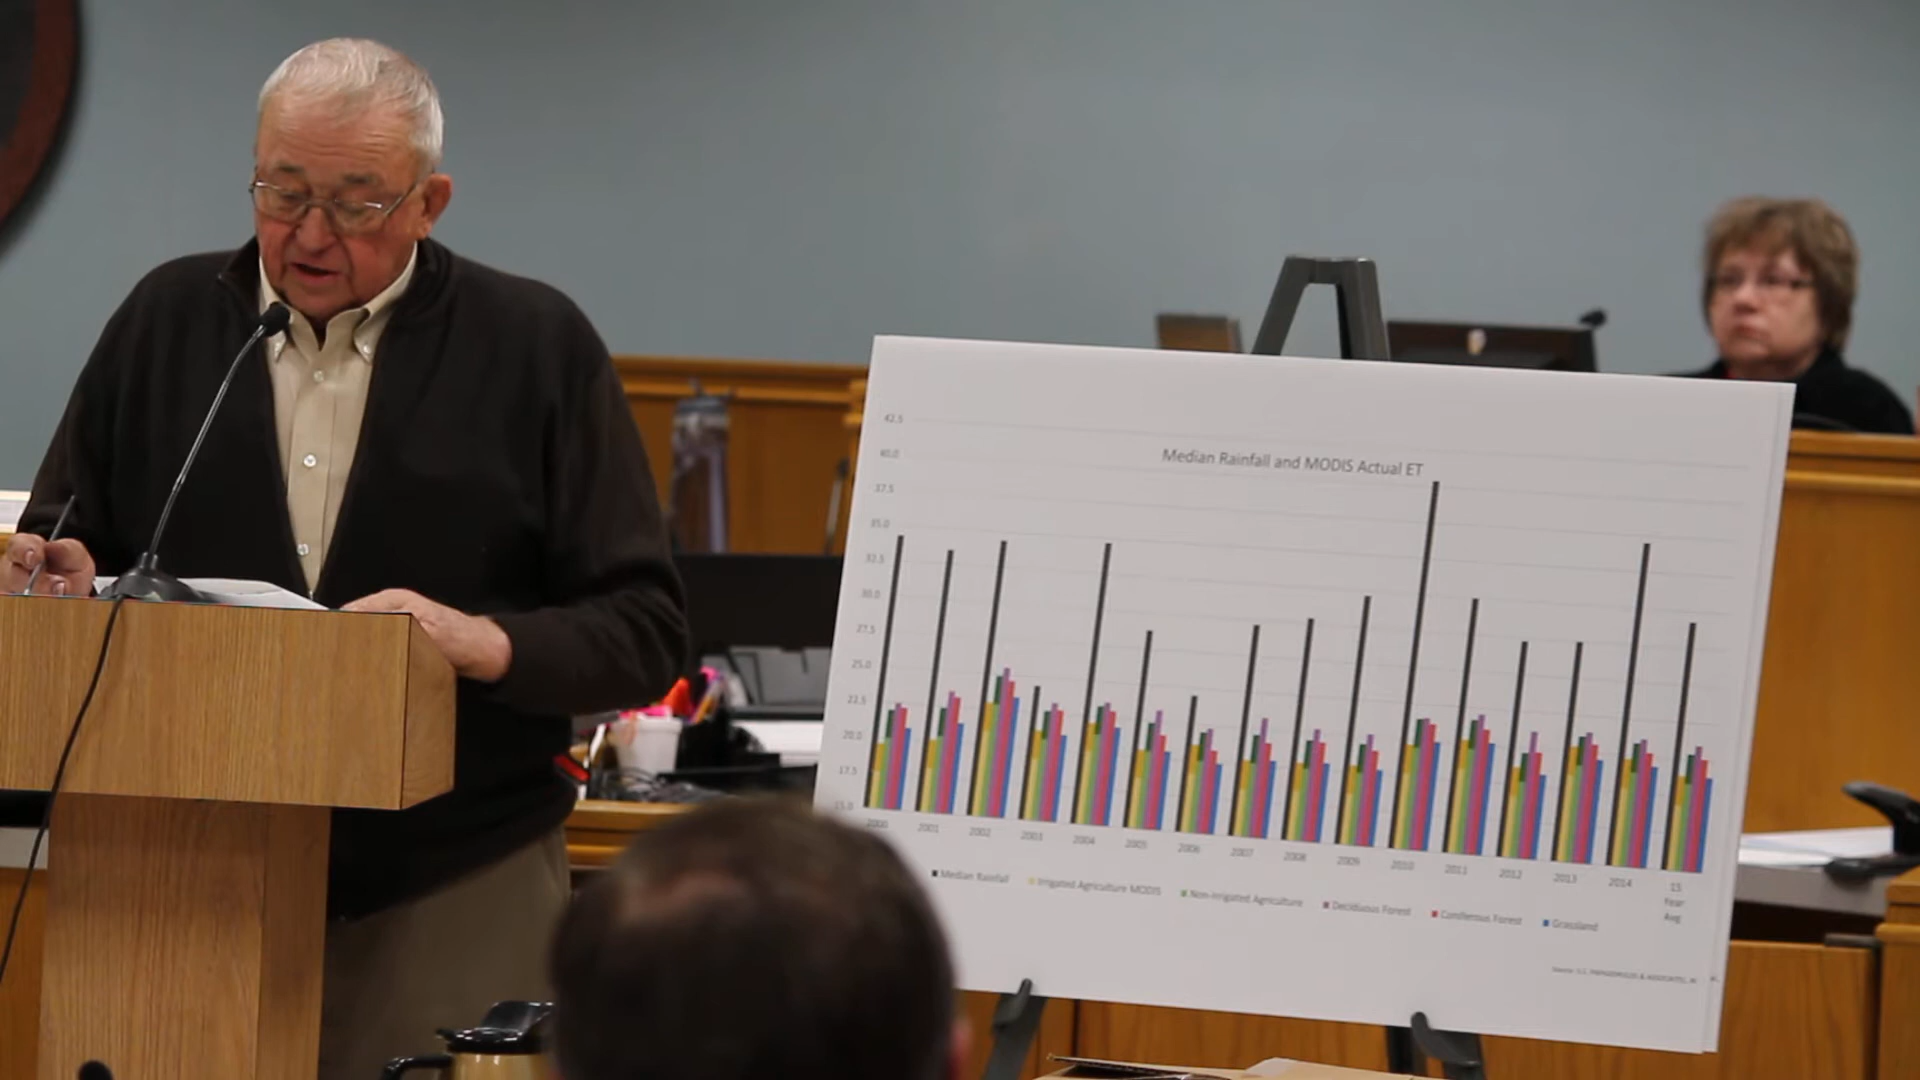 Median Rainfall and MODIS Actual ET
42.5
40.0
37.5
35.0
32.5
30.0
27.5
25.0
22.5
20.0
17.5
15.0
2000 2001 2002 2003 2004 2005 2006 2007 2008 2009 2010 2011 2012 2013 2014 15
Year
Avg
Median Rainfall Irrigated Agriculture MODIS Non-Irrigated Agriculture Deciduous Forest Coniferous Forest Grassland